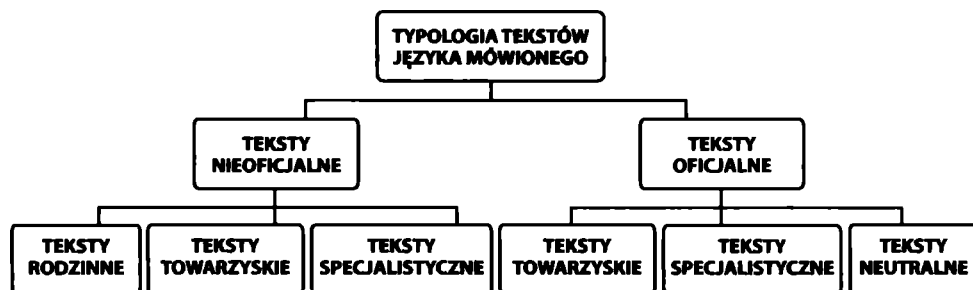 TYPOLOGIA TEKSTÓW
JĘZYKA MÓWIONEGO
TEKSTY
NIEOFICJALNE
TEKSTY
OFICJALNE
TEKSTY
RODZINNE
TEKSTY
TOWARZYSKIE
TEKSTY
SPECJALISTYCZNE
TEKSTY
TOWARZYSKIE
TEKSTY
SPECJALISTYCZNE
TEKSTY
NEUTRALNE